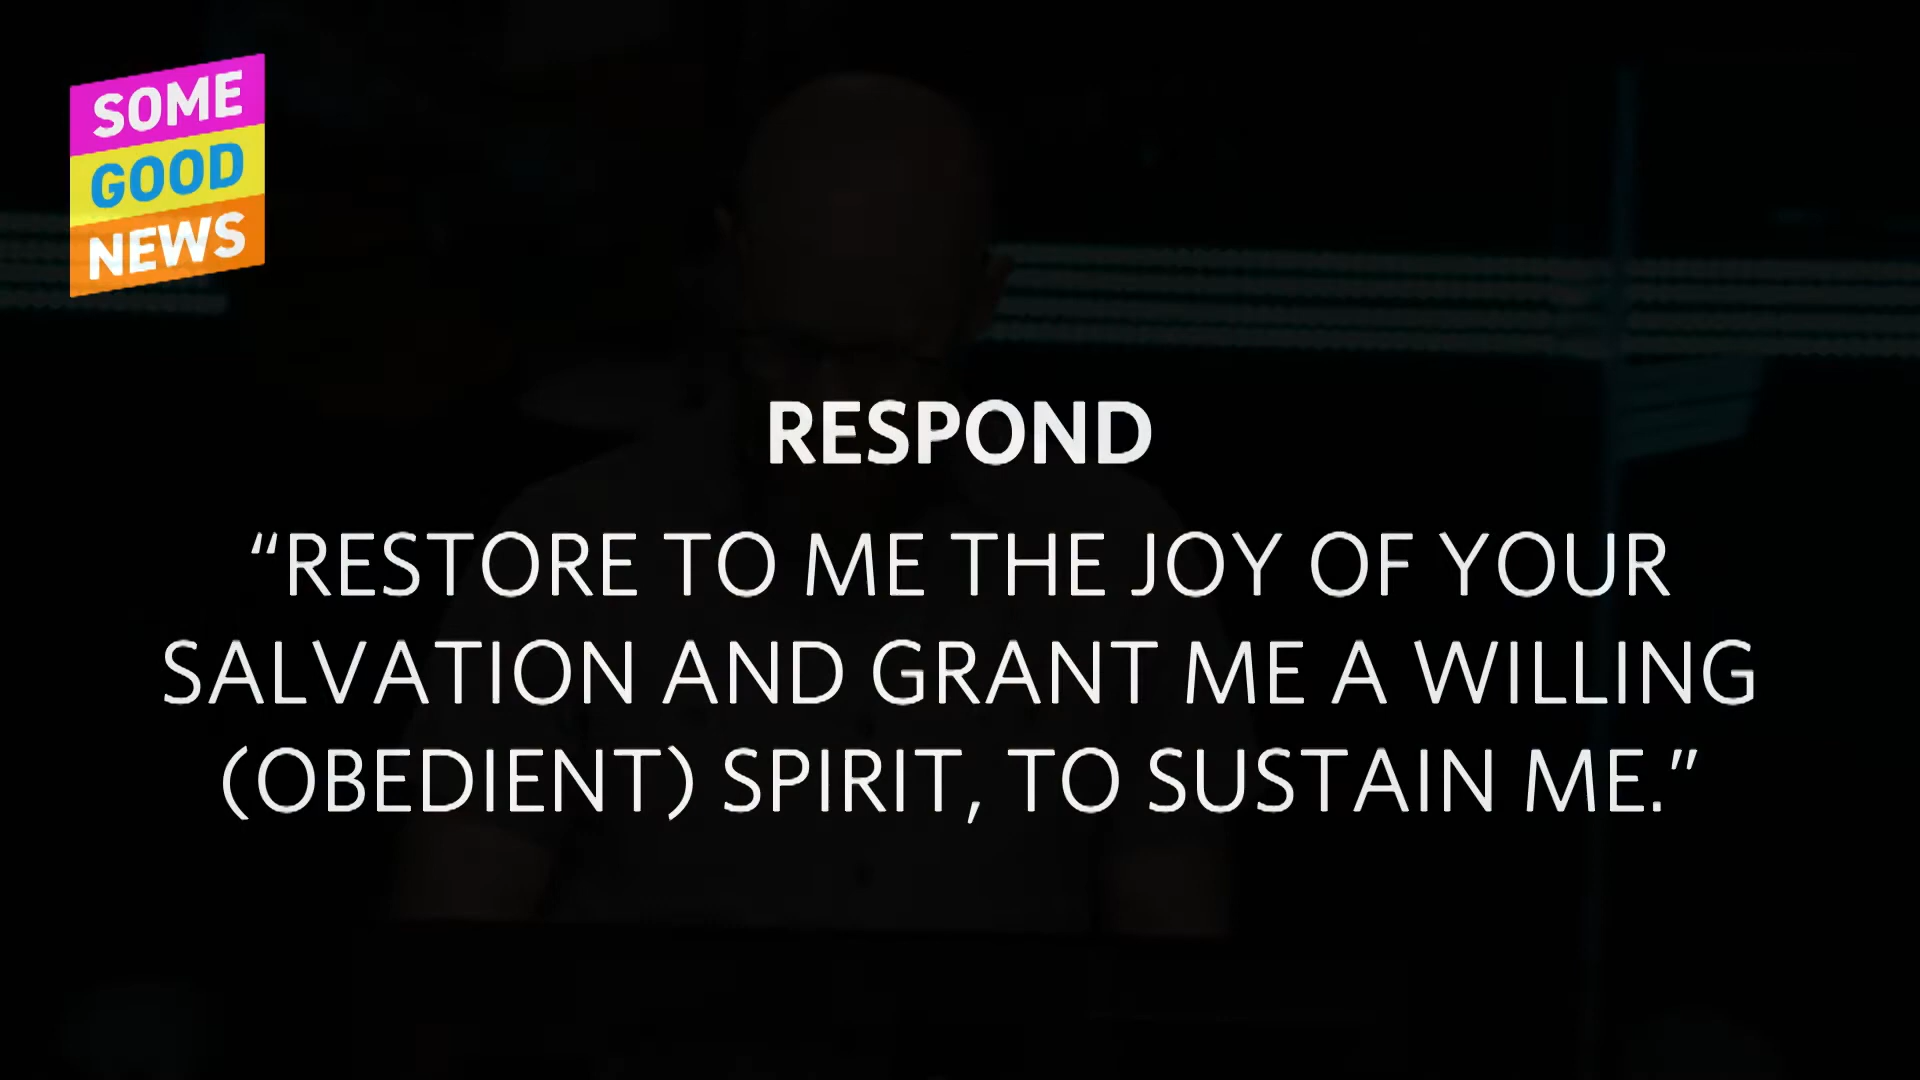 SOME
GOOD
NEWS
RESPOND
“RESTORE TO ME THE JOY OF YOUR
SALVATION AND GRANT ME A WILLING
(OBEDIENT) SPIRIT, TO SUSTAIN ME.”